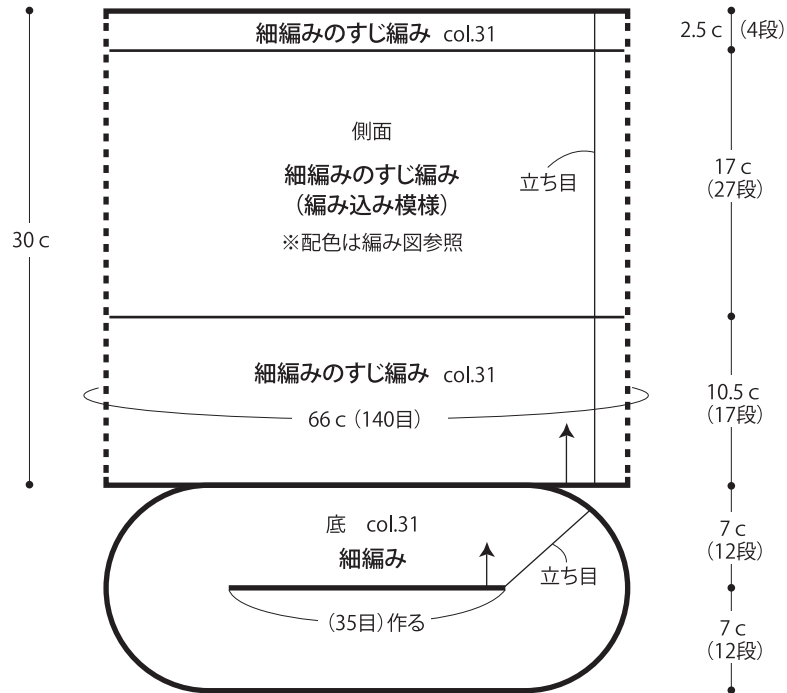 細編みのすじ編み col.31
2.5 c (4段)
側面
細編みのすじ編み
(編み込み模様)
※配色は編み図参照
立ち目
17 c
(27段)
30 c
細編みのすじ編み col.31
66 c (140目)
10.5 c
(17段)
底 col.31
細編み
立ち目
(35目)作る
7 c
(12段)
7 c
(12段)